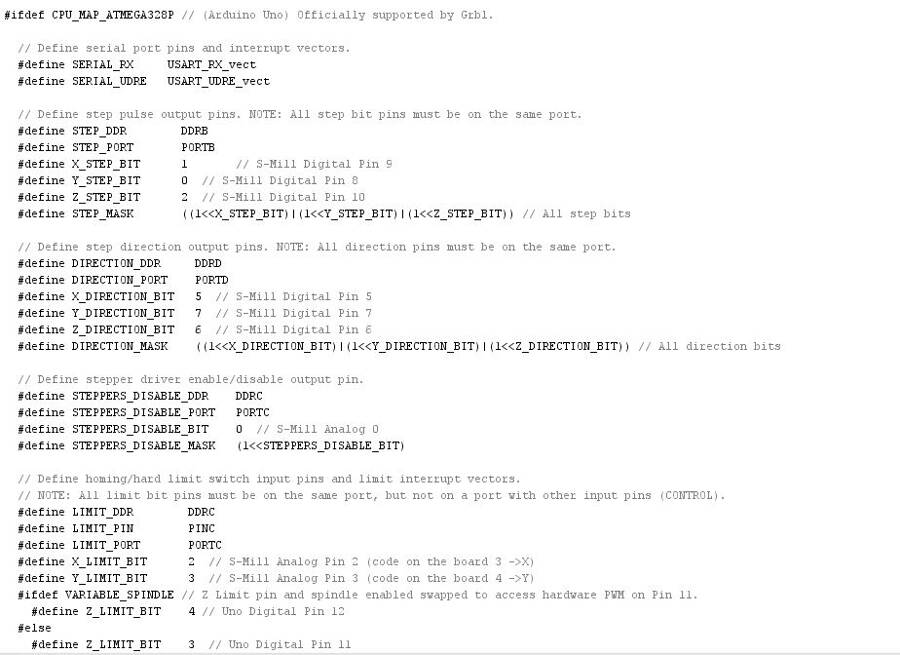 #ifdef CPU_MAP_ATMEGA328P // (Arduino Uno) Officially supported by Grbl.
// Define serial port pins and interrupt vectors.
#define SERIAL_RX USART_RX_vect
#define SERIAL_UDRE USART_UDRE_vect
// Define step pulse output pins. NOTE: All step bit pins must be on the same port.
#define STEP_DDR DDRB
#define STEP_PORT PORTB
#define X_STEP_BIT 1 // S-Mill Digital Pin 9
#define Y_STEP_BIT 0 // S-Mill Digital Pin 8
#define Z_STEP_BIT 2 // S-Mill Digital Pin 10
#define STEP_MASK ((1<<X_STEP_BIT)|(1<<Y_STEP_BIT)|(1<<Z_STEP_BIT)) // All step bits
// Define step direction output pins. NOTE: All direction pins must be on the same port.
#define DIRECTION_DDR DDRD
#define DIRECTION_PORT PORTD
#define X_DIRECTION_BIT 5 // S-Mill Digital Pin 5
#define Y_DIRECTION_BIT 7 // S-Mill Digital Pin 7
#define Z_DIRECTION_BIT 6 // S-Mill Digital Pin 6
#define DIRECTION_MASK ((1<<X_DIRECTION_BIT)|(1<<Y_DIRECTION_BIT)|(1<<Z_DIRECTION_BIT)) // All direction bits
// Define stepper driver enable/disable output pin.
#define STEPPERS_DISABLE_DDR DDRC
#define STEPPERS_DISABLE_PORT PORTC
#define STEPPERS_DISABLE_BIT 0 // S-Mill Analog 0
#define STEPPERS_DISABLE_MASK (1<<STEPPERS_DISABLE_BIT)
// Define homing/hard limit switch input pins and limit interrupt vectors.
// NOTE: All limit bit pins must be on the same port, but not on a port with other input pins (CONTROL).
#define LIMIT_DDR DDRC
#define LIMIT_PIN PINC
#define LIMIT_PORT PORTC
#define X_LIMIT_BIT 2 // S-Mill Analog Pin 2 (code on the board 3 ->X)
#define Y_LIMIT_BIT 3 // S-Mill Analog Pin 3 (code on the board 4 ->Y)
#ifdef VARIABLE_SPINDLE // Z Limit pin and spindle enabled swapped to access hardware PWM on Pin 11.
#define Z_LIMIT_BIT 4 // Uno Digital Pin 12
#else
#define Z_LIMIT_BIT 3 // Uno Digital Pin 11